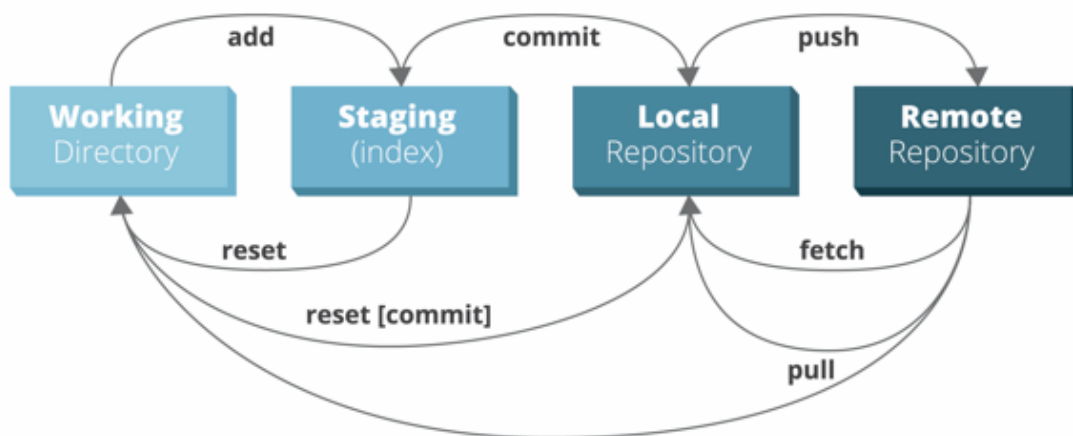 add
commit
push
Working
Directory
Staging
(index)
Local
Repository
Remote
Repository
reset
fetch
reset [commit]
pull